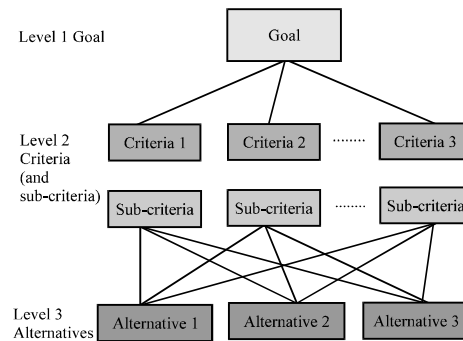 Level 1 Goal
Goal
Level 2
Criteria
(and
sub-criteria)
Criteria 1
Criteria 2
........
Criteria 3
Sub-criteria
Sub-criteria
........
Sub-criteria
Level 3
Alternatives
Alternative 1
Alternative 2
Alternative 3